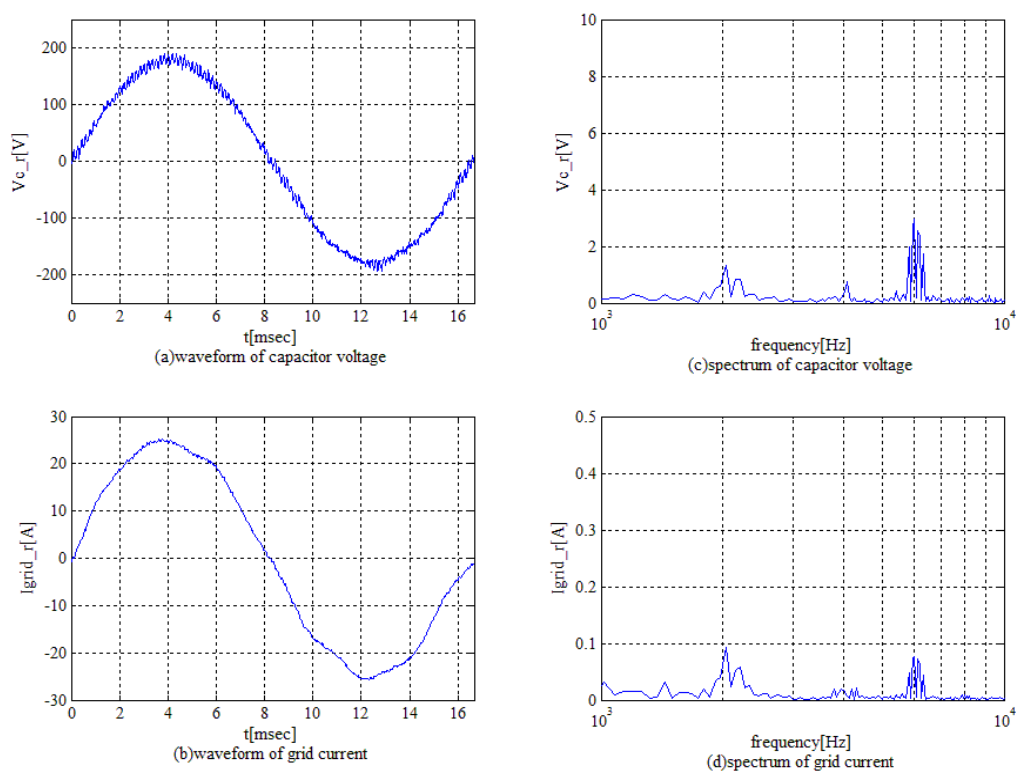 200
100
0
-100
-200
Vc_r[V]
0 2 4 6 8 10 12 14 16
t[msec]
(a)waveform of capacitor voltage
10
8
6
4
2
0
Vc_r[V]
10^3 10^4
frequency[Hz]
(c)spectrum of capacitor voltage
30
20
10
0
-10
-20
-30
Igrid_r[A]
0 2 4 6 8 10 12 14 16
t[msec]
(b)waveform of grid current
0.5
0.4
0.3
0.2
0.1
0
Igrid_r[A]
10^3 10^4
frequency[Hz]
(d)spectrum of grid current